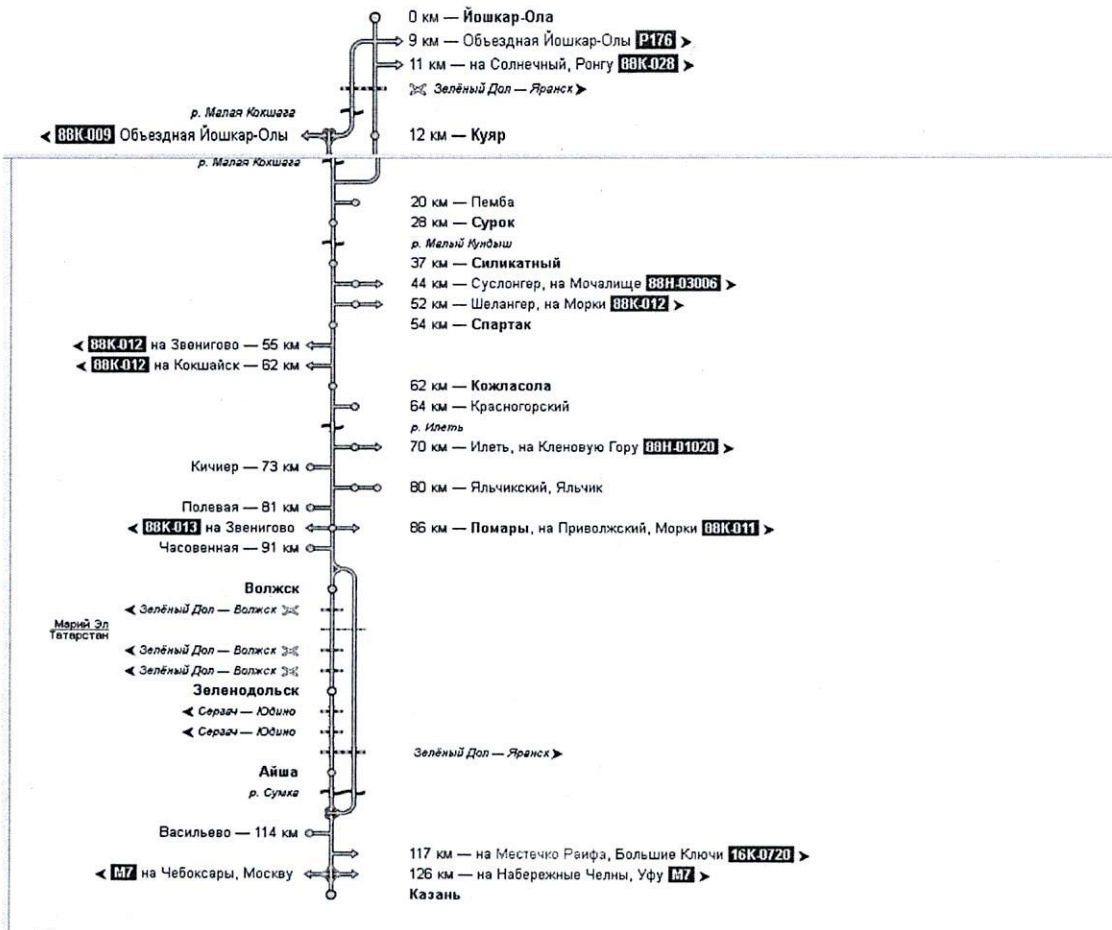 0 км — Йошкар-Ола
9 км — Объездная Йошкар-Олы Р176 ➤
11 км — на Солнечный, Ронгу 88К-028 ➤
Зелёный Дол — Яранск ➤
р. Малая Кокшага
◄ 88К-009 Объездная Йошкар-Олы
12 км — Куяр
р. Малая Кокшага
20 км — Пемба
28 км — Сурок
р. Малый Кундыш
37 км — Силикатный
44 км — Суслонгер, на Мочалище 88Н-03006 ➤
52 км — Шелангер, на Морки 88К-012 ➤
54 км — Спартак
◄ 88К-012 на Звенигово — 55 км
◄ 88К-012 на Кокшайск — 62 км
62 км — Кожласола
64 км — Красногорский
р. Илеть
70 км — Илеть, на Кленовую Гору 88Н-01020 ➤
Кичиер — 73 км
80 км — Яльчикский, Яльчик
Полевая — 81 км
◄ 88К-013 на Звенигово
86 км — Помары, на Приволжский, Морки 88К-011 ➤
Часовенная — 91 км
Волжск
◄ Зелёный Дол — Волжск
Марий Эл
Татарстан
◄ Зелёный Дол — Волжск
◄ Зелёный Дол — Волжск
Зеленодольск
◄ Сергач — Юдино
◄ Сергач — Юдино
Зелёный Дол — Яранск ➤
Айша
р. Сумка
Васильево — 114 км
117 км — на Местечко Раифа, Большие Ключи 16К-0720 ➤
◄ М7 на Чебоксары, Москву
126 км — на Набережные Челны, Уфу М7 ➤
Казань